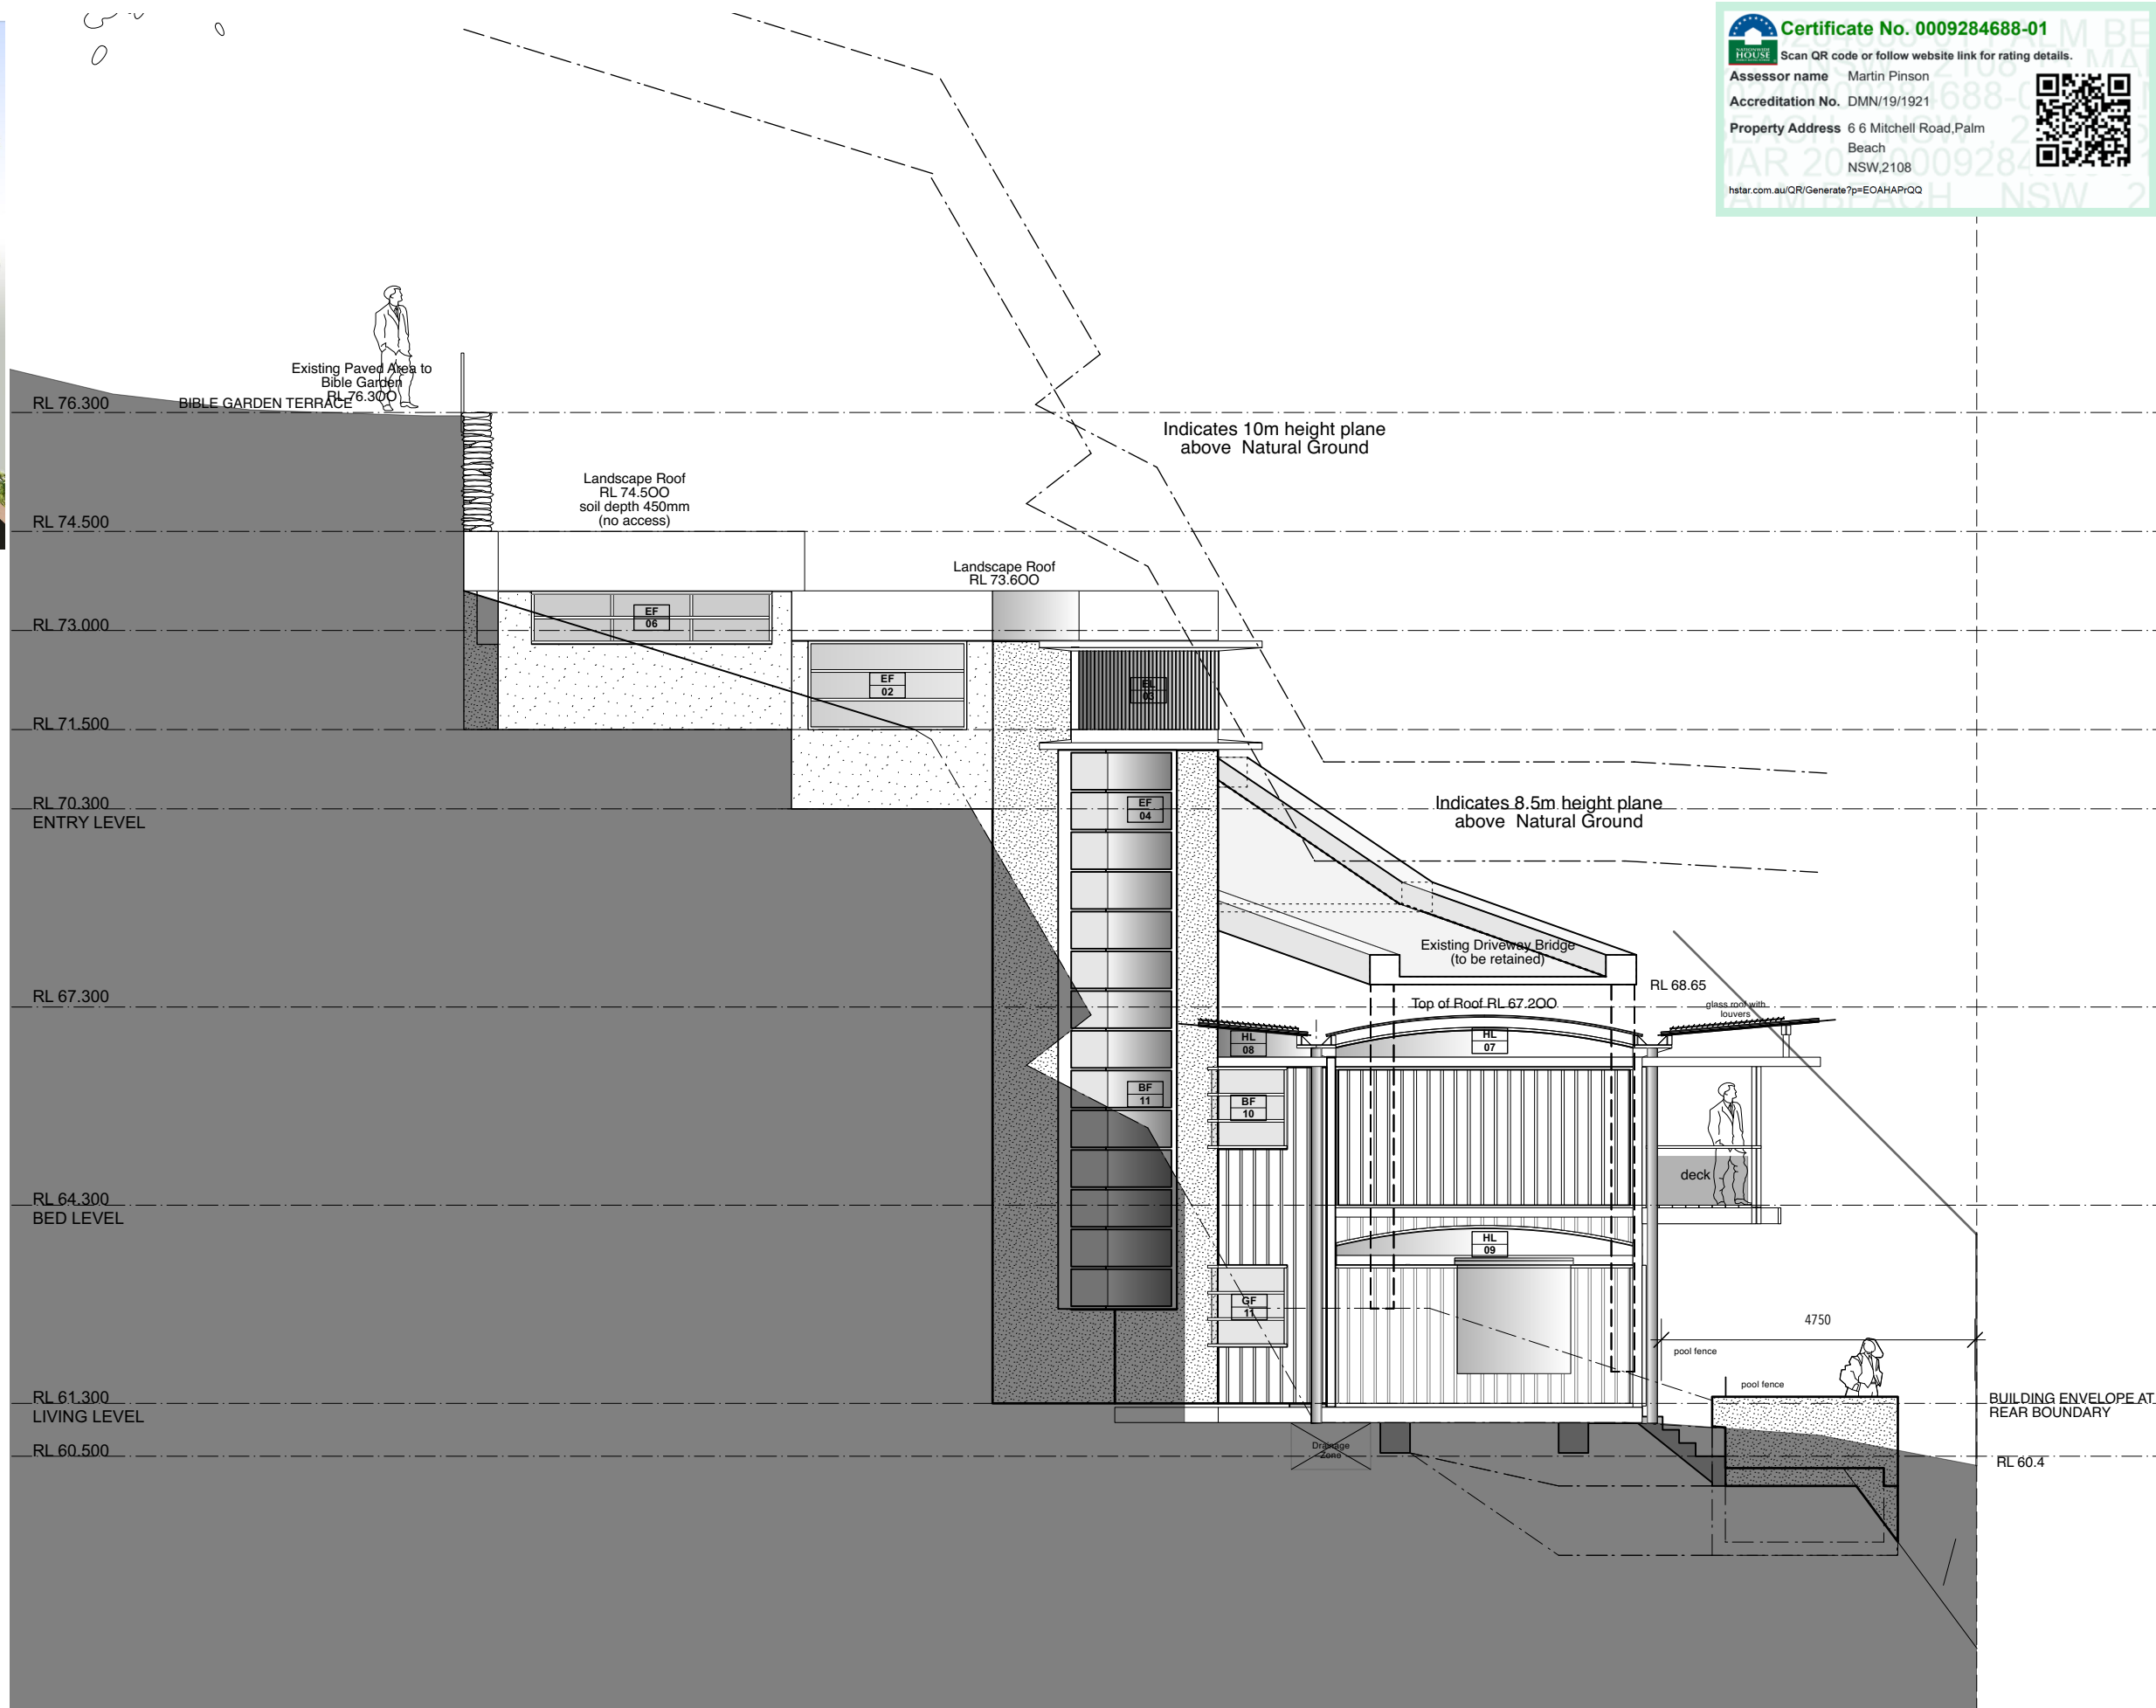 Certificate No. 0009284688-01
Scan QR code or follow website link for rating details.
Assessor name Martin Pinson
Accreditation No. DMN/19/1921
Property Address 6 6 Mitchell Road,Palm
Beach
NSW,2108
hstar.com.au/QR/Generate?p=EOAHAPrQQ
NATIONWIDE
HOUSE
Existing Paved Area to
Bible Garden
RL 76.300
RL 76.300
BIBLE GARDEN TERRACE
Indicates 10m height plane
above Natural Ground
Landscape Roof
RL 74.500
soil depth 450mm
(no access)
RL 74.500
Landscape Roof
RL 73.600
EF
06
RL 73.000
EF
02
EL
03
RL 71.500
RL 70.300
ENTRY LEVEL
EF
04
Indicates 8.5m height plane
above Natural Ground
Existing Driveway Bridge
(to be retained)
RL 68.65
RL 67.300
Top of Roof RL 67.200
glass roof with
louvers
HL
08
HL
07
BF
11
BF
10
deck
RL 64.300
BED LEVEL
HL
09
GF
11
4750
pool fence
pool fence
RL 61.300
LIVING LEVEL
BUILDING ENVELOPE AT
REAR BOUNDARY
Drainage
Zone
RL 60.500
RL 60.4